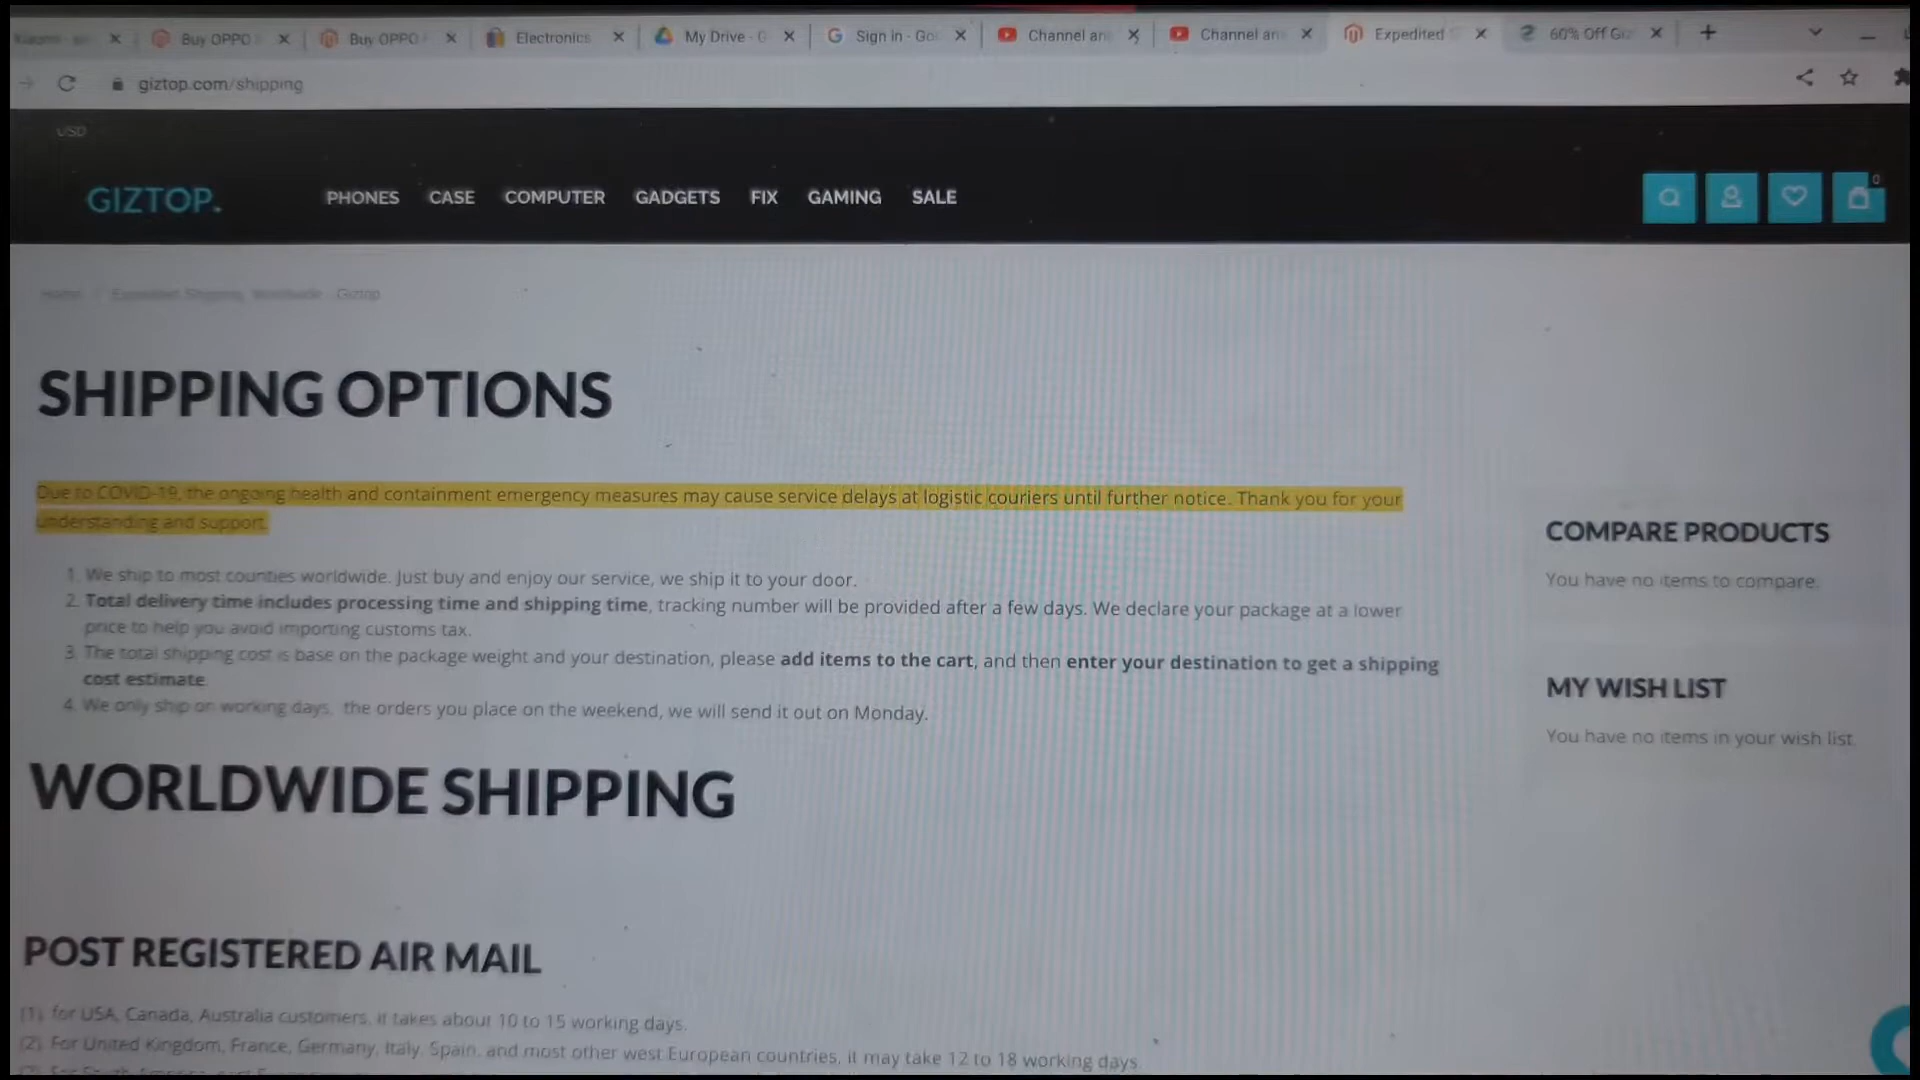 Buy OPPO
Buy OPPO
Electronics
My Drive - G
Sign in - Goo
Channel an
Channel an
Expedited
60% Off Giz
giztop.com/shipping
USD
GIZTOP.
PHONES CASE COMPUTER GADGETS FIX GAMING SALE
0
Home / Expedited Shipping Worldwide - Giztop
SHIPPING OPTIONS
Due to COVID-19, the ongoing health and containment emergency measures may cause service delays at logistic couriers until further notice. Thank you for your
understanding and support.
1. We ship to most counties worldwide. Just buy and enjoy our service, we ship it to your door.
2. Total delivery time includes processing time and shipping time, tracking number will be provided after a few days. We declare your package at a lower
price to help you avoid importing customs tax.
3. The total shipping cost is base on the package weight and your destination, please add items to the cart, and then enter your destination to get a shipping
cost estimate.
4. We only ship on working days, the orders you place on the weekend, we will send it out on Monday.
COMPARE PRODUCTS
You have no items to compare.
MY WISH LIST
You have no items in your wish list.
WORLDWIDE SHIPPING
POST REGISTERED AIR MAIL
(1). for USA, Canada, Australia customers, it takes about 10 to 15 working days.
(2). For United Kingdom, France, Germany, Italy, Spain, and most other west European countries, it may take 12 to 18 working days.